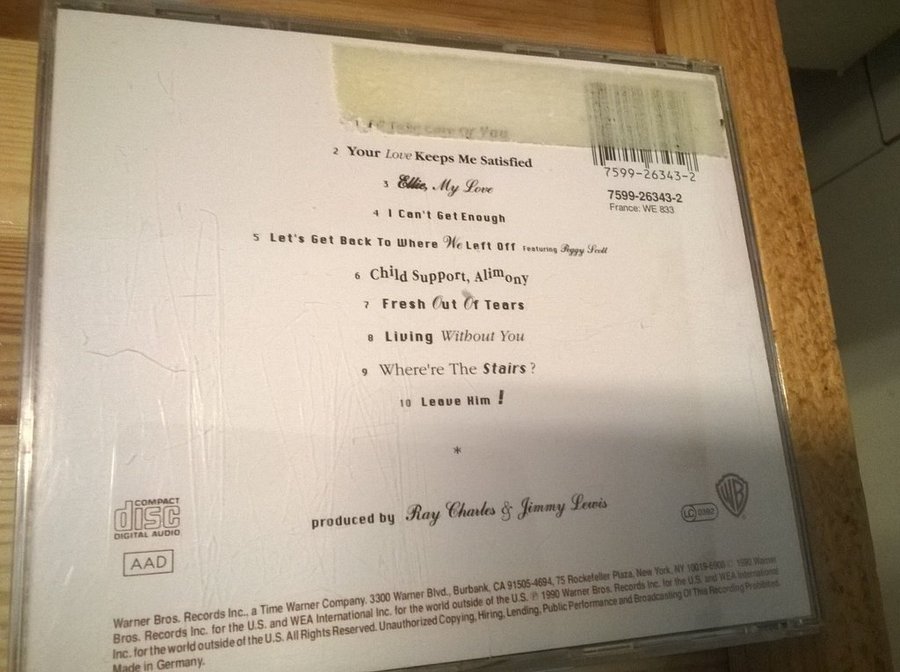 1 I'll Take Care Of You
2 Your Love Keeps Me Satisfied
3 Ellie, My Love
4 I Can't Get Enough
5 Let's Get Back To Where We Left Off Featuring Peggy Scott
6 Child Support, Alimony
7 Fresh Out Of Tears
8 Living Without You
9 Where're The Stairs?
10 Leave Him!
*
produced by Ray Charles & Jimmy Lewis
7599-26343-2
7599-26343-2
France: WE 833
COMPACT
disc
DIGITAL AUDIO
AAD
LC 0392
WB
Warner Bros. Records Inc., a Time Warner Company, 3300 Warner Blvd., Burbank, CA 91505-4694, 75 Rockefeller Plaza, New York, NY 10019-6908 © 1990 Warner
Bros. Records Inc. for the U.S. and WEA International Inc. for the world outside of the U.S. ℗ 1990 Warner Bros. Records Inc. for the U.S. and WEA International
Inc. for the world outside of the U.S. All Rights Reserved. Unauthorized Copying, Hiring, Lending, Public Performance and Broadcasting Of This Recording Prohibited.
Made in Germany.